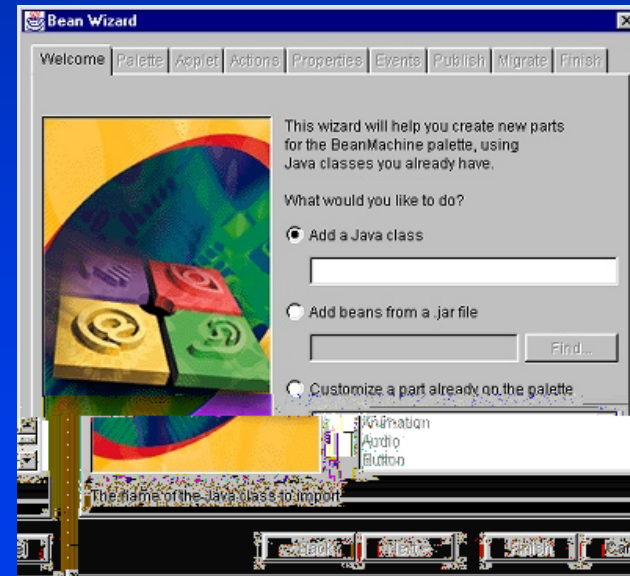 Bean Wizard
Welcome Palette Applet Actions Properties Events Publish Migrate Finish
This wizard will help you create new parts
for the BeanMachine palette, using
Java classes you already have.
What would you like to do?
Add a Java class
Add beans from a .jar file
Find...
Customize a part already on the palette
Animation
Audio
Button
The name of the Java class to import
Back Finish